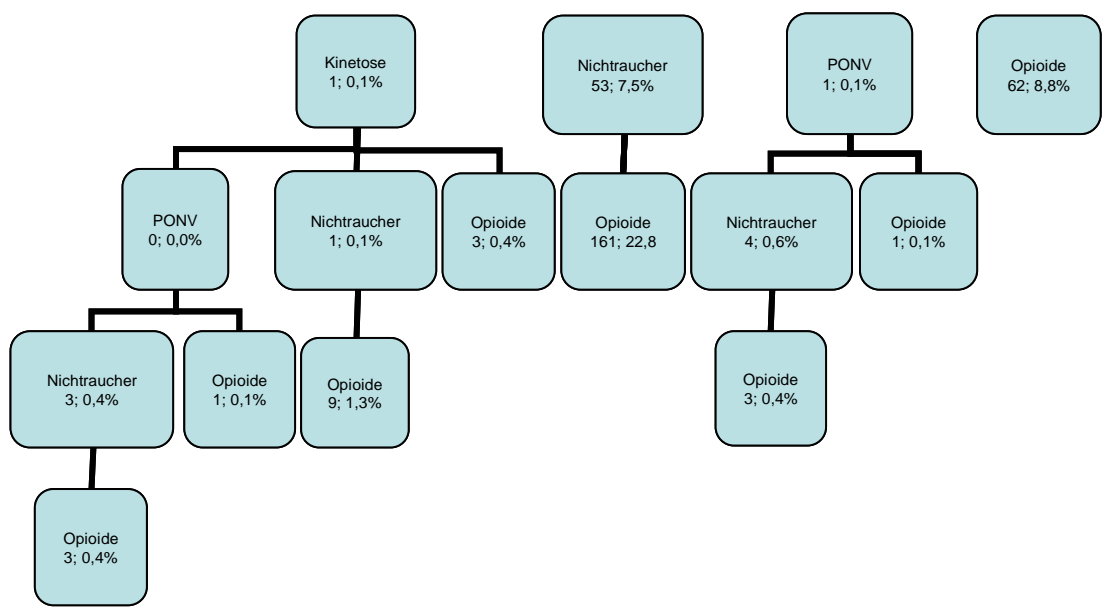 Kinetose
1; 0,1%
Nichtraucher
53; 7,5%
PONV
1; 0,1%
Opioide
62; 8,8%
PONV
0; 0,0%
Nichtraucher
1; 0,1%
Opioide
3; 0,4%
Opioide
161; 22,8
Nichtraucher
4; 0,6%
Opioide
1; 0,1%
Nichtraucher
3; 0,4%
Opioide
1; 0,1%
Opioide
9; 1,3%
Opioide
3; 0,4%
Opioide
3; 0,4%